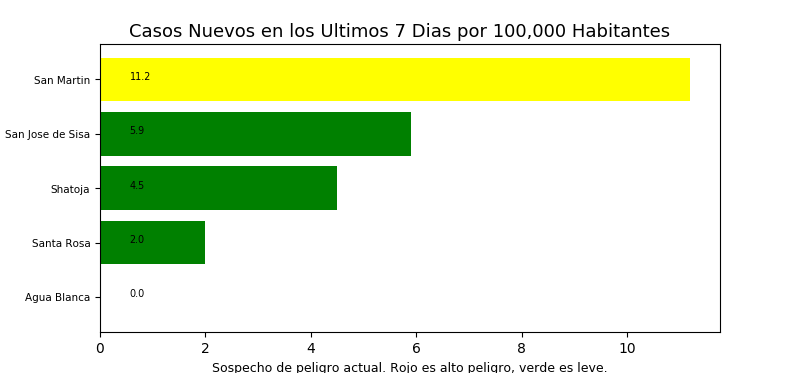 Casos Nuevos en los Ultimos 7 Dias por 100,000 Habitantes
San Martin 11.2
San Jose de Sisa 5.9
Shatoja 4.5
Santa Rosa 2.0
Agua Blanca 0.0
0 2 4 6 8 10
Sospecho de peligro actual. Rojo es alto peligro, verde es leve.